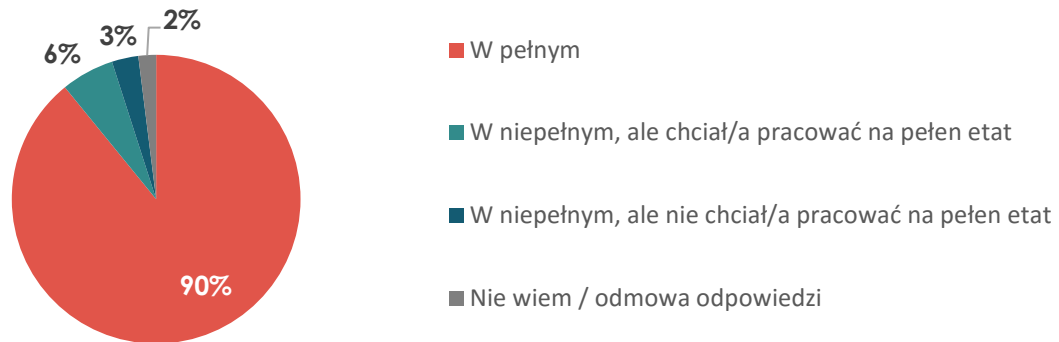 6%
3%
2%
90%
W pełnym
W niepełnym, ale chciał/a pracować na pełen etat
W niepełnym, ale nie chciał/a pracować na pełen etat
Nie wiem / odmowa odpowiedzi